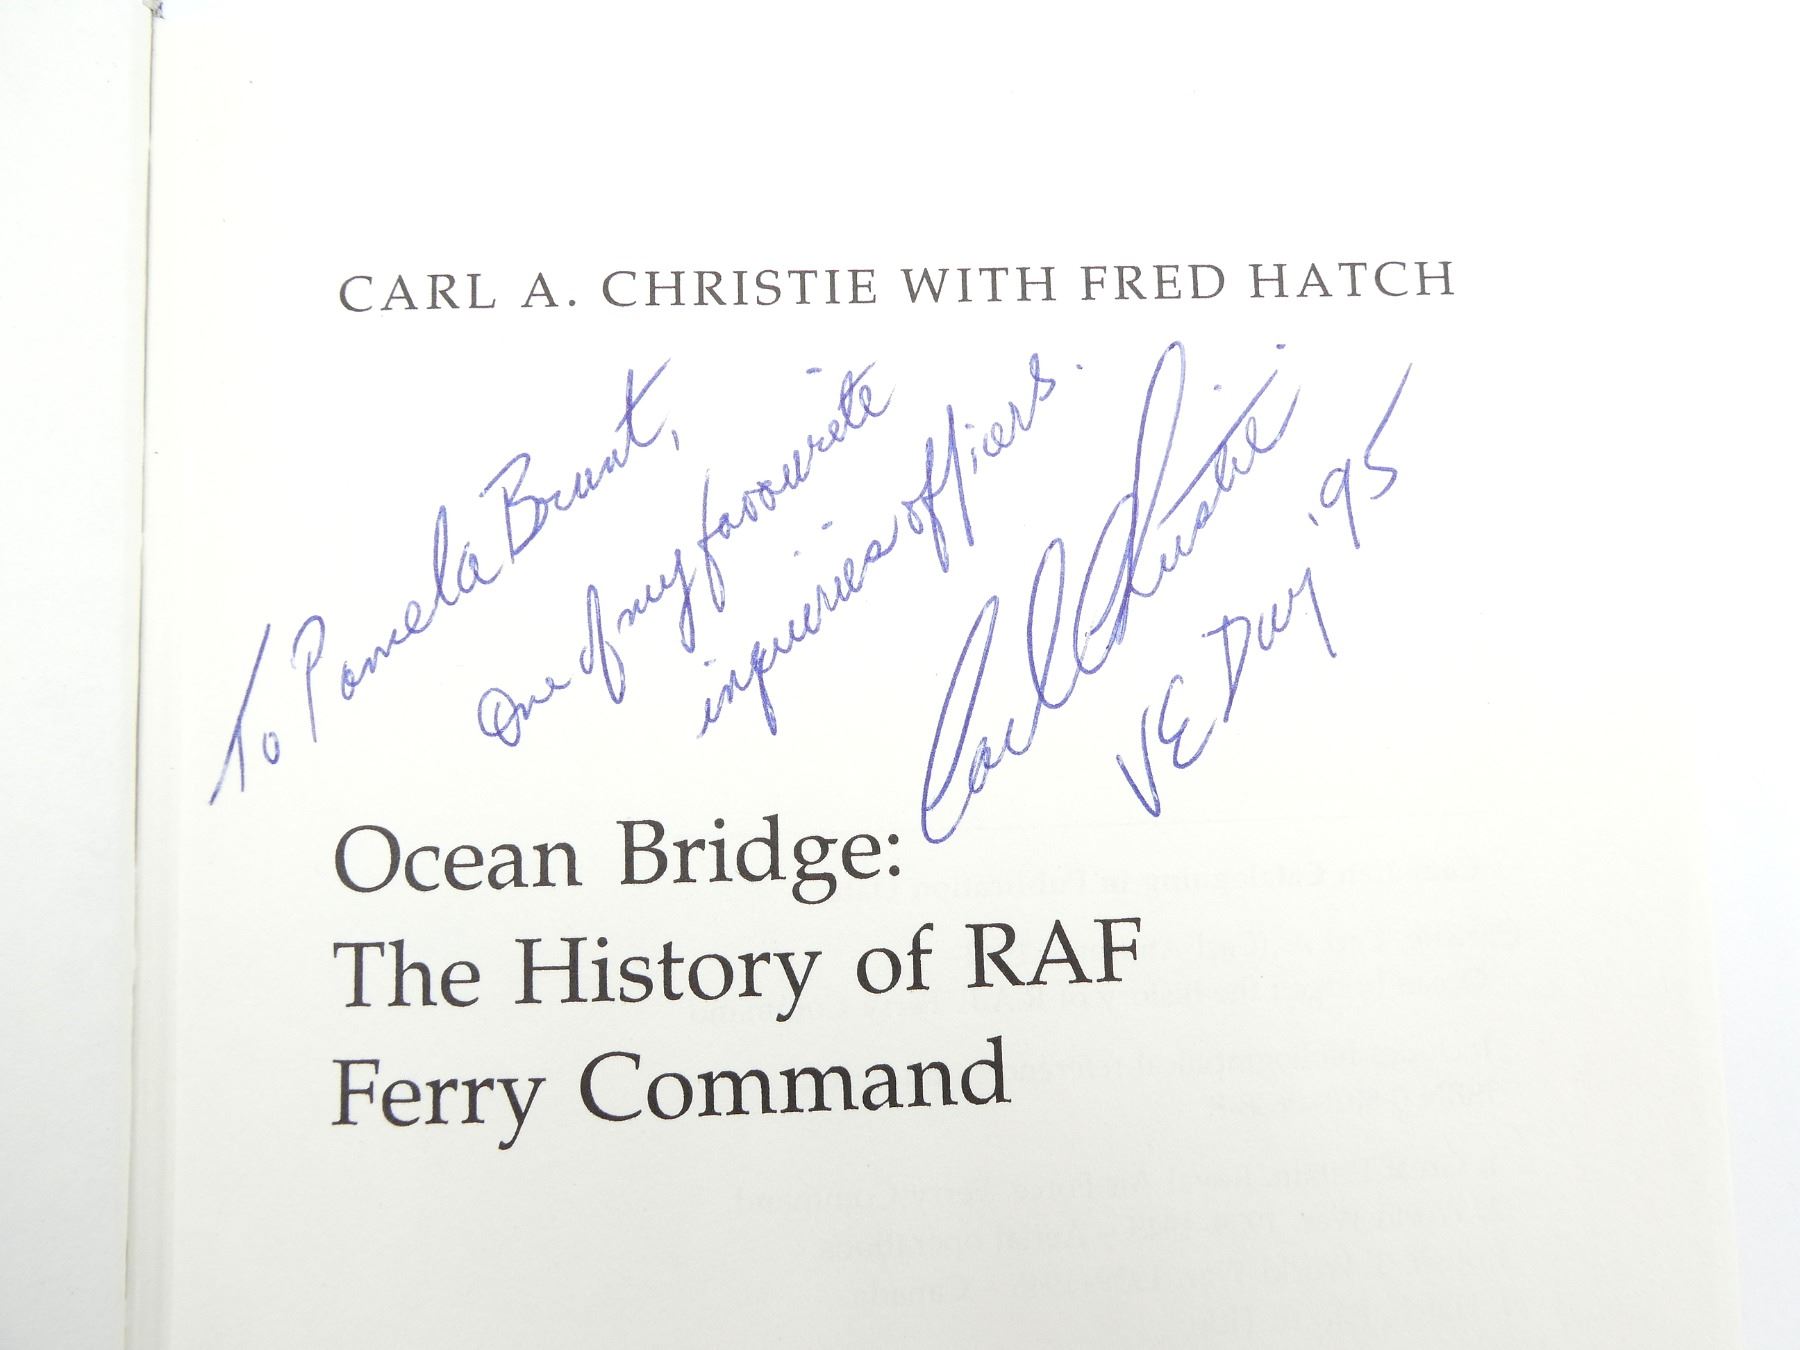 CARL A. CHRISTIE WITH FRED HATCH
To Pamela Brunt,
One of my favourite
inquiries officers.
Carl Christie
VE Day '95
Ocean Bridge:
The History of RAF
Ferry Command